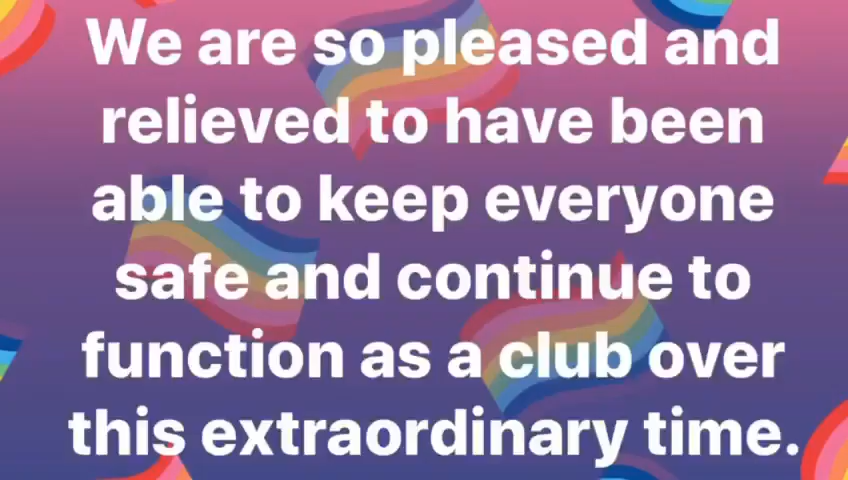 We are so pleased and
relieved to have been
able to keep everyone
safe and continue to
function as a club over
this extraordinary time.